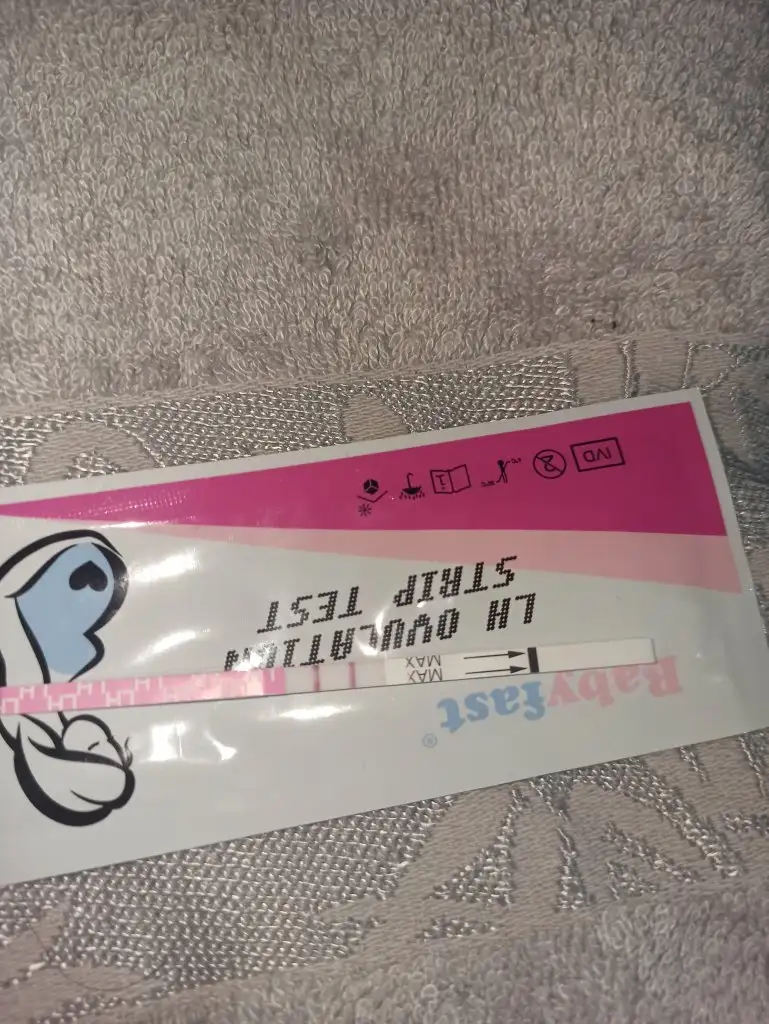 IVD
LH OVULATION
STRIP TEST
MAX
MAX
Babyfast®